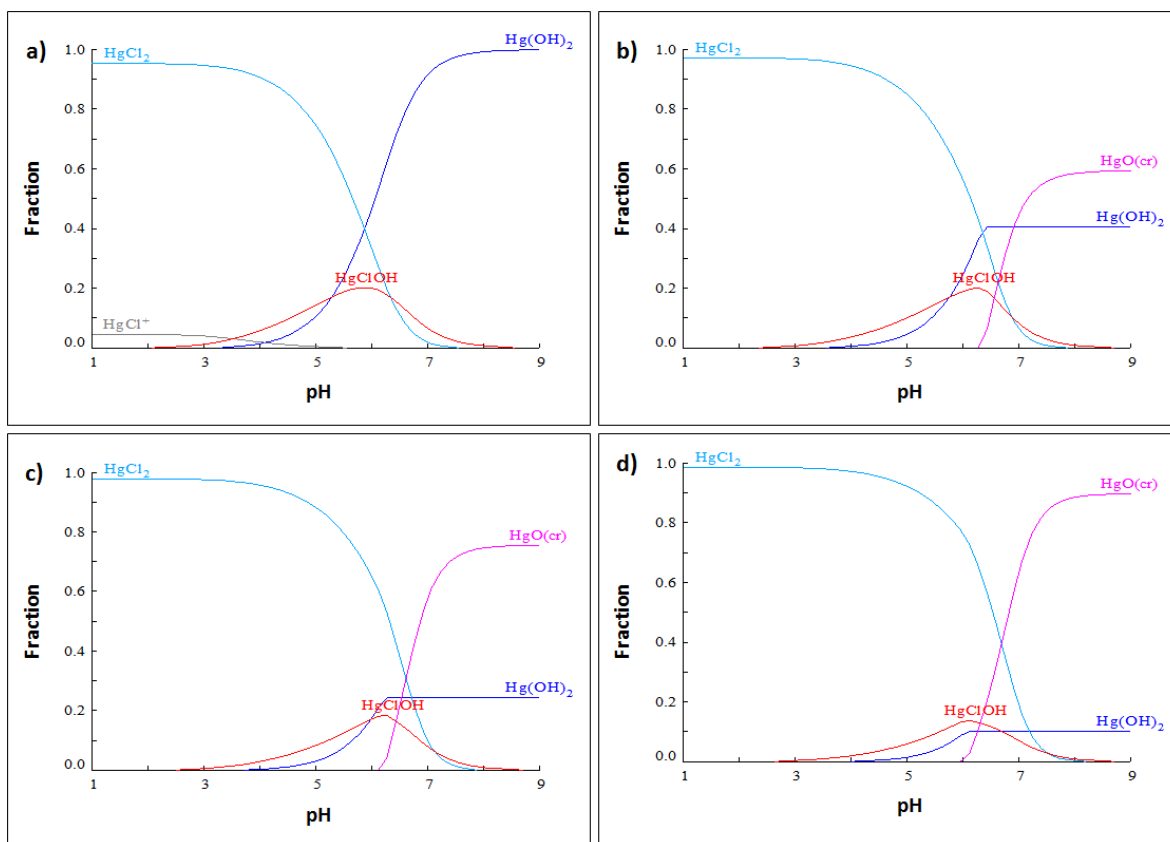 a)
HgCl₂
Hg(OH)₂
HgClOH
HgCl⁺
Fraction
1.0
0.8
0.6
0.4
0.2
0.0
1 3 5 7 9
pH
b)
HgCl₂
HgO(cr)
Hg(OH)₂
HgClOH
Fraction
1.0
0.8
0.6
0.4
0.2
0.0
1 3 5 7 9
pH
c)
HgCl₂
HgO(cr)
Hg(OH)₂
HgClOH
Fraction
1.0
0.8
0.6
0.4
0.2
0.0
1 3 5 7 9
pH
d)
HgCl₂
HgO(cr)
HgClOH
Hg(OH)₂
Fraction
1.0
0.8
0.6
0.4
0.2
0.0
1 3 5 7 9
pH